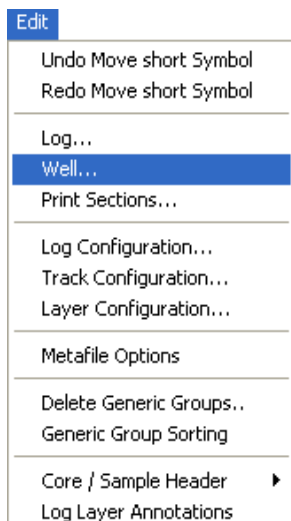 Edit
Undo Move short Symbol
Redo Move short Symbol
Log...
Well...
Print Sections...
Log Configuration...
Track Configuration...
Layer Configuration...
Metafile Options
Delete Generic Groups..
Generic Group Sorting
Core / Sample Header
Log Layer Annotations